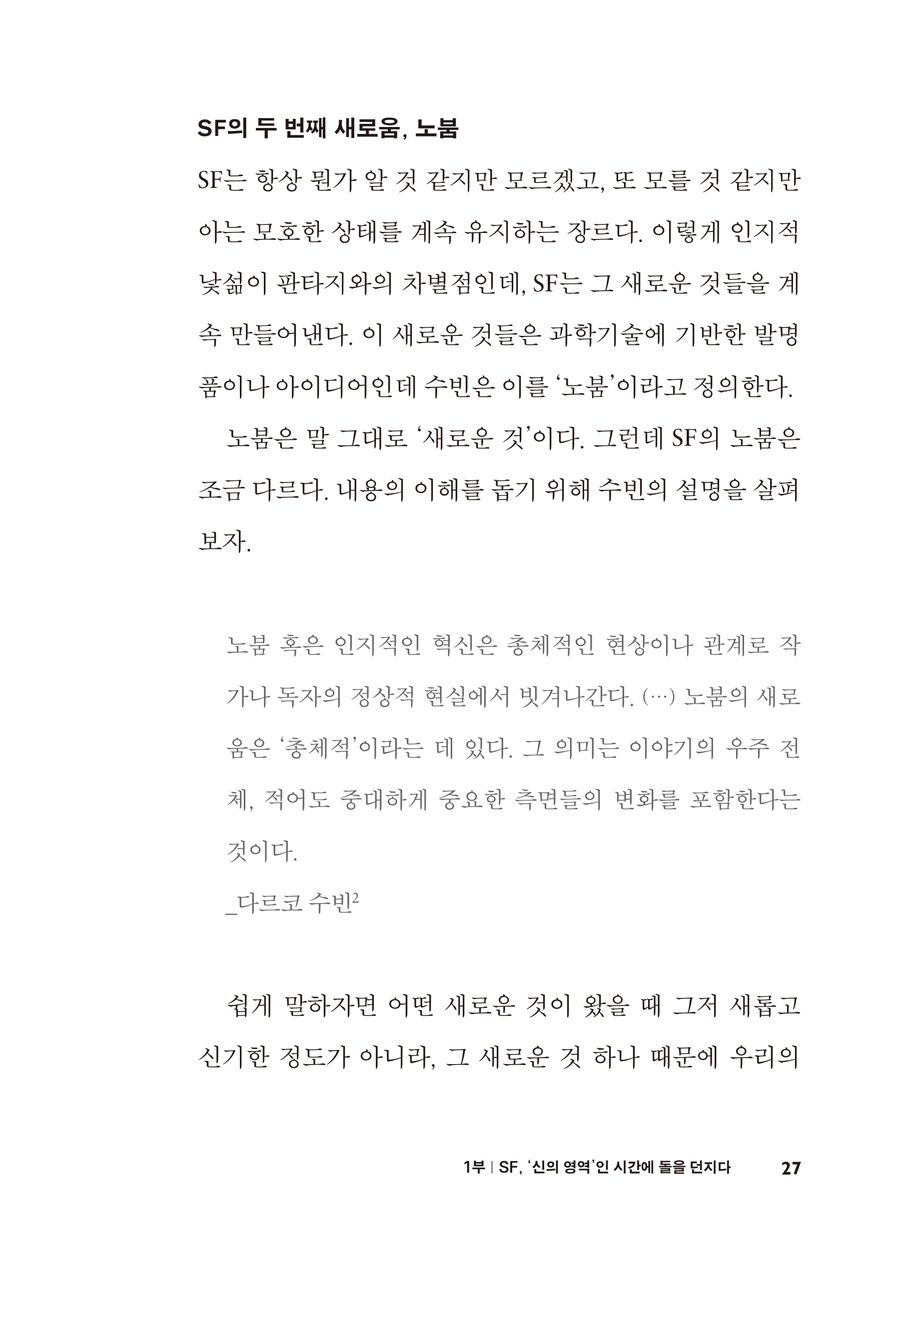 SF의 두 번째 새로움, 노붐
SF는 항상 뭔가 알 것 같지만 모르겠고, 또 모를 것 같지만
아는 모호한 상태를 계속 유지하는 장르다. 이렇게 인지적
낯섦이 판타지와의 차별점인데, SF는 그 새로운 것들을 계
속 만들어낸다. 이 새로운 것들은 과학기술에 기반한 발명
품이나 아이디어인데 수빈은 이를 ‘노붐’이라고 정의한다.
노붐은 말 그대로 ‘새로운 것’이다. 그런데 SF의 노붐은
조금 다르다. 내용의 이해를 돕기 위해 수빈의 설명을 살펴
보자.
노붐 혹은 인지적인 혁신은 총체적인 현상이나 관계로 작
가나 독자의 정상적 현실에서 빗겨나간다. (…) 노붐의 새로
움은 ‘총체적’이라는 데 있다. 그 의미는 이야기의 우주 전
체, 적어도 중대하게 중요한 측면들의 변화를 포함한다는
것이다.
_다르코 수빈²
쉽게 말하자면 어떤 새로운 것이 왔을 때 그저 새롭고
신기한 정도가 아니라, 그 새로운 것 하나 때문에 우리의
1부 | SF, ‘신의 영역’인 시간에 돌을 던지다 27